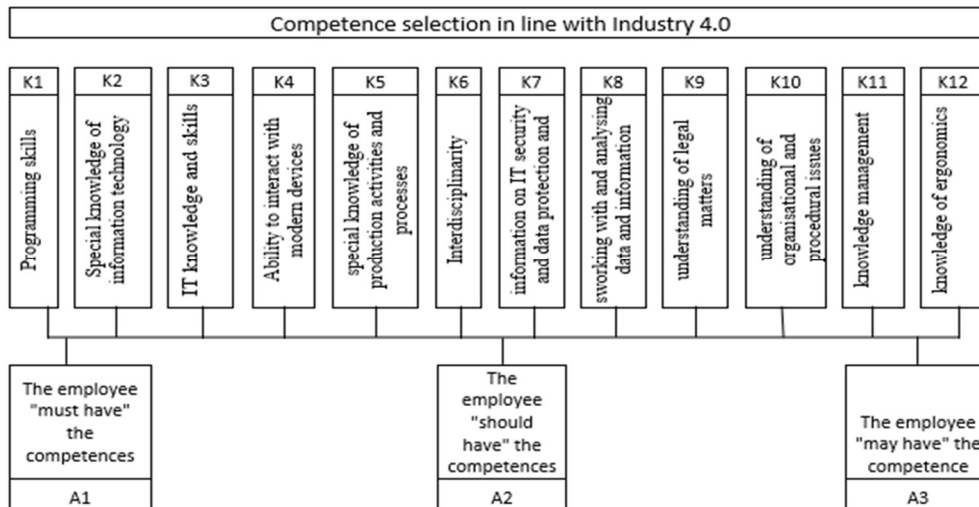 Competence selection in line with Industry 4.0
K1
Programming skills
K2
Special knowledge of
information technology
K3
IT knowledge and skills
K4
Ability to interact with
modern devices
K5
special knowledge of
production activities and
processes
K6
Interdisciplinarity
K7
information on IT security
and data protection and
K8
sworking with and analysing
data and information
K9
understanding of legal
matters
K10
understanding of
organisational and
procedural issues
K11
knowledge management
K12
knowledge of ergonomics
The employee
"must have" the
competences
A1
The
employee
"should
have" the
competences
A2
The employee
"may have" the
competence
A3